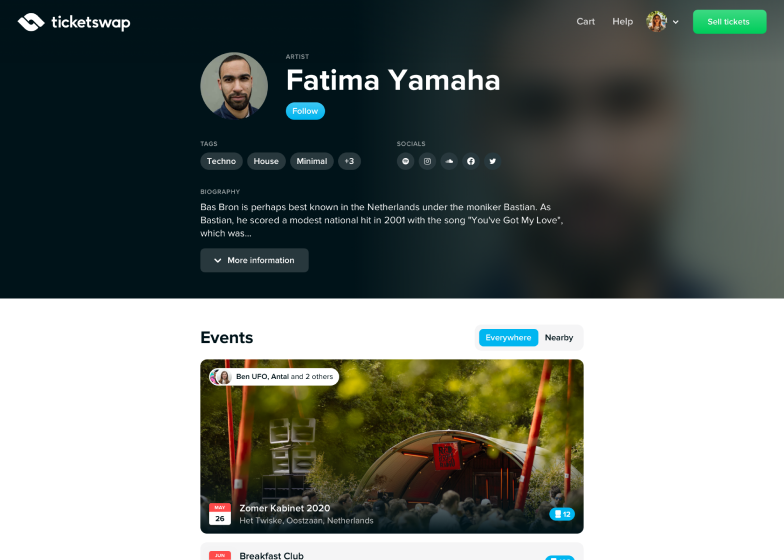 ticketswap
Cart
Help
Sell tickets
ARTIST
Fatima Yamaha
Follow
TAGS
Techno
House
Minimal
+3
SOCIALS
BIOGRAPHY
Bas Bron is perhaps best known in the Netherlands under the moniker Bastian. As
Bastian, he scored a modest national hit in 2001 with the song "You've Got My Love",
which was...
More information
Events
Everywhere
Nearby
Ben UFO, Antal and 2 others
MAY
26
Zomer Kabinet 2020
Het Twiske, Oostzaan, Netherlands
12
JUN
Breakfast Club